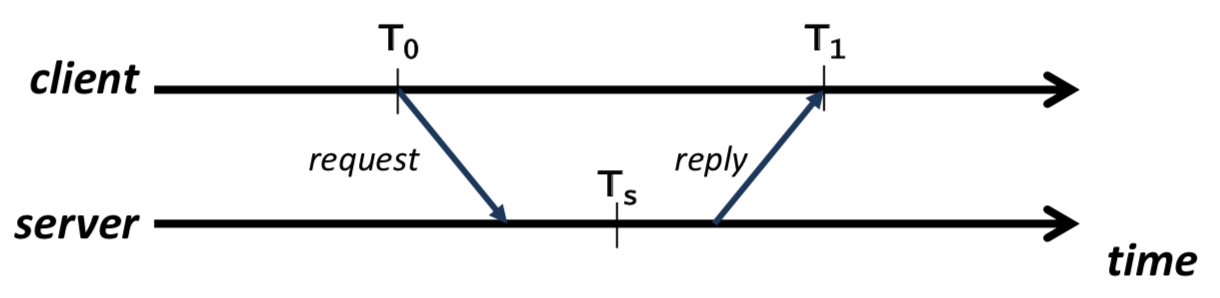 T₀
T₁
client
request
reply
Tₛ
server
time